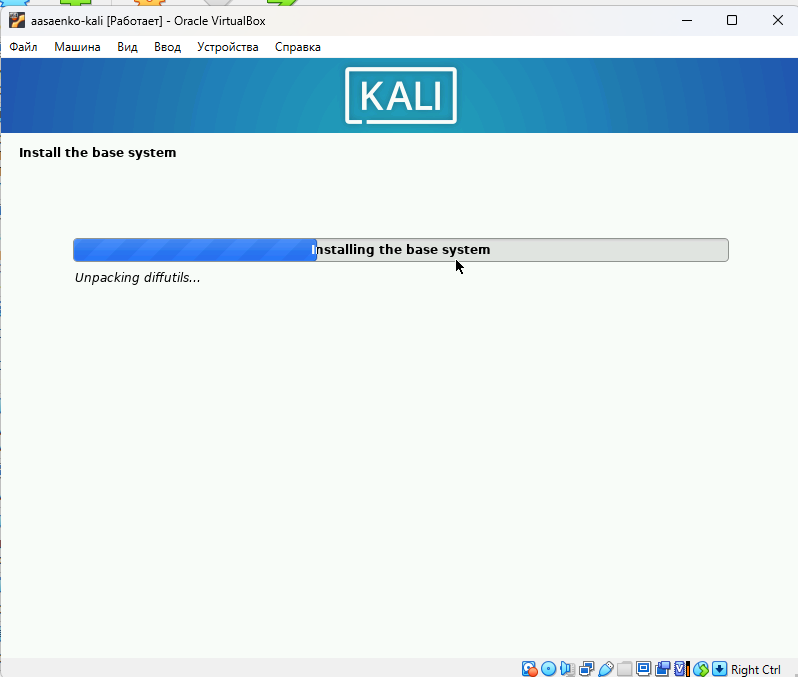 aasaenko-kali [Работает] - Oracle VirtualBox
Файл Машина Вид Ввод Устройства Справка
KALI
Install the base system
Installing the base system
Unpacking diffutils...
Right Ctrl